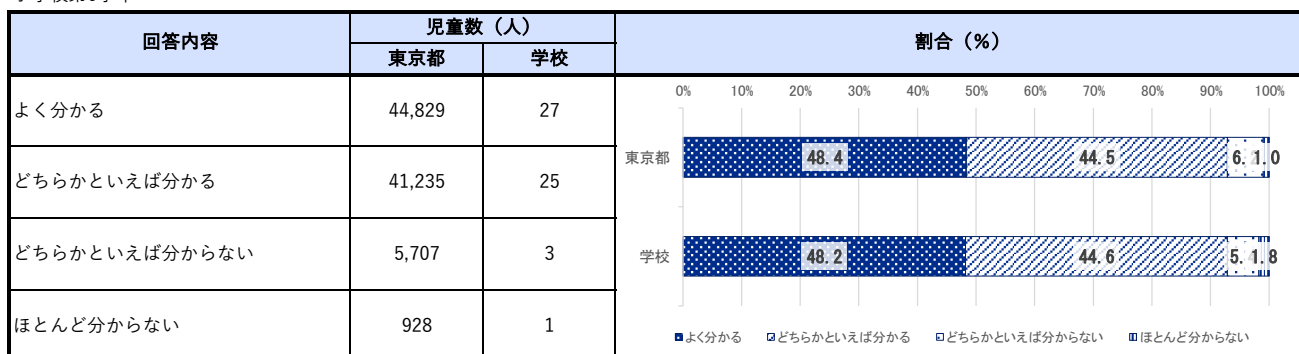 回答内容 児童数（人） 割合（%）
東京都 学校
よく分かる 44,829 27
どちらかといえば分かる 41,235 25
どちらかといえば分からない 5,707 3
ほとんど分からない 928 1
0% 10% 20% 30% 40% 50% 60% 70% 80% 90% 100%
東京都 48.4 44.5 6. 1.0
学校 48.2 44.6 5. 1.8
よく分かる どちらかといえば分かる どちらかといえば分からない ほとんど分からない